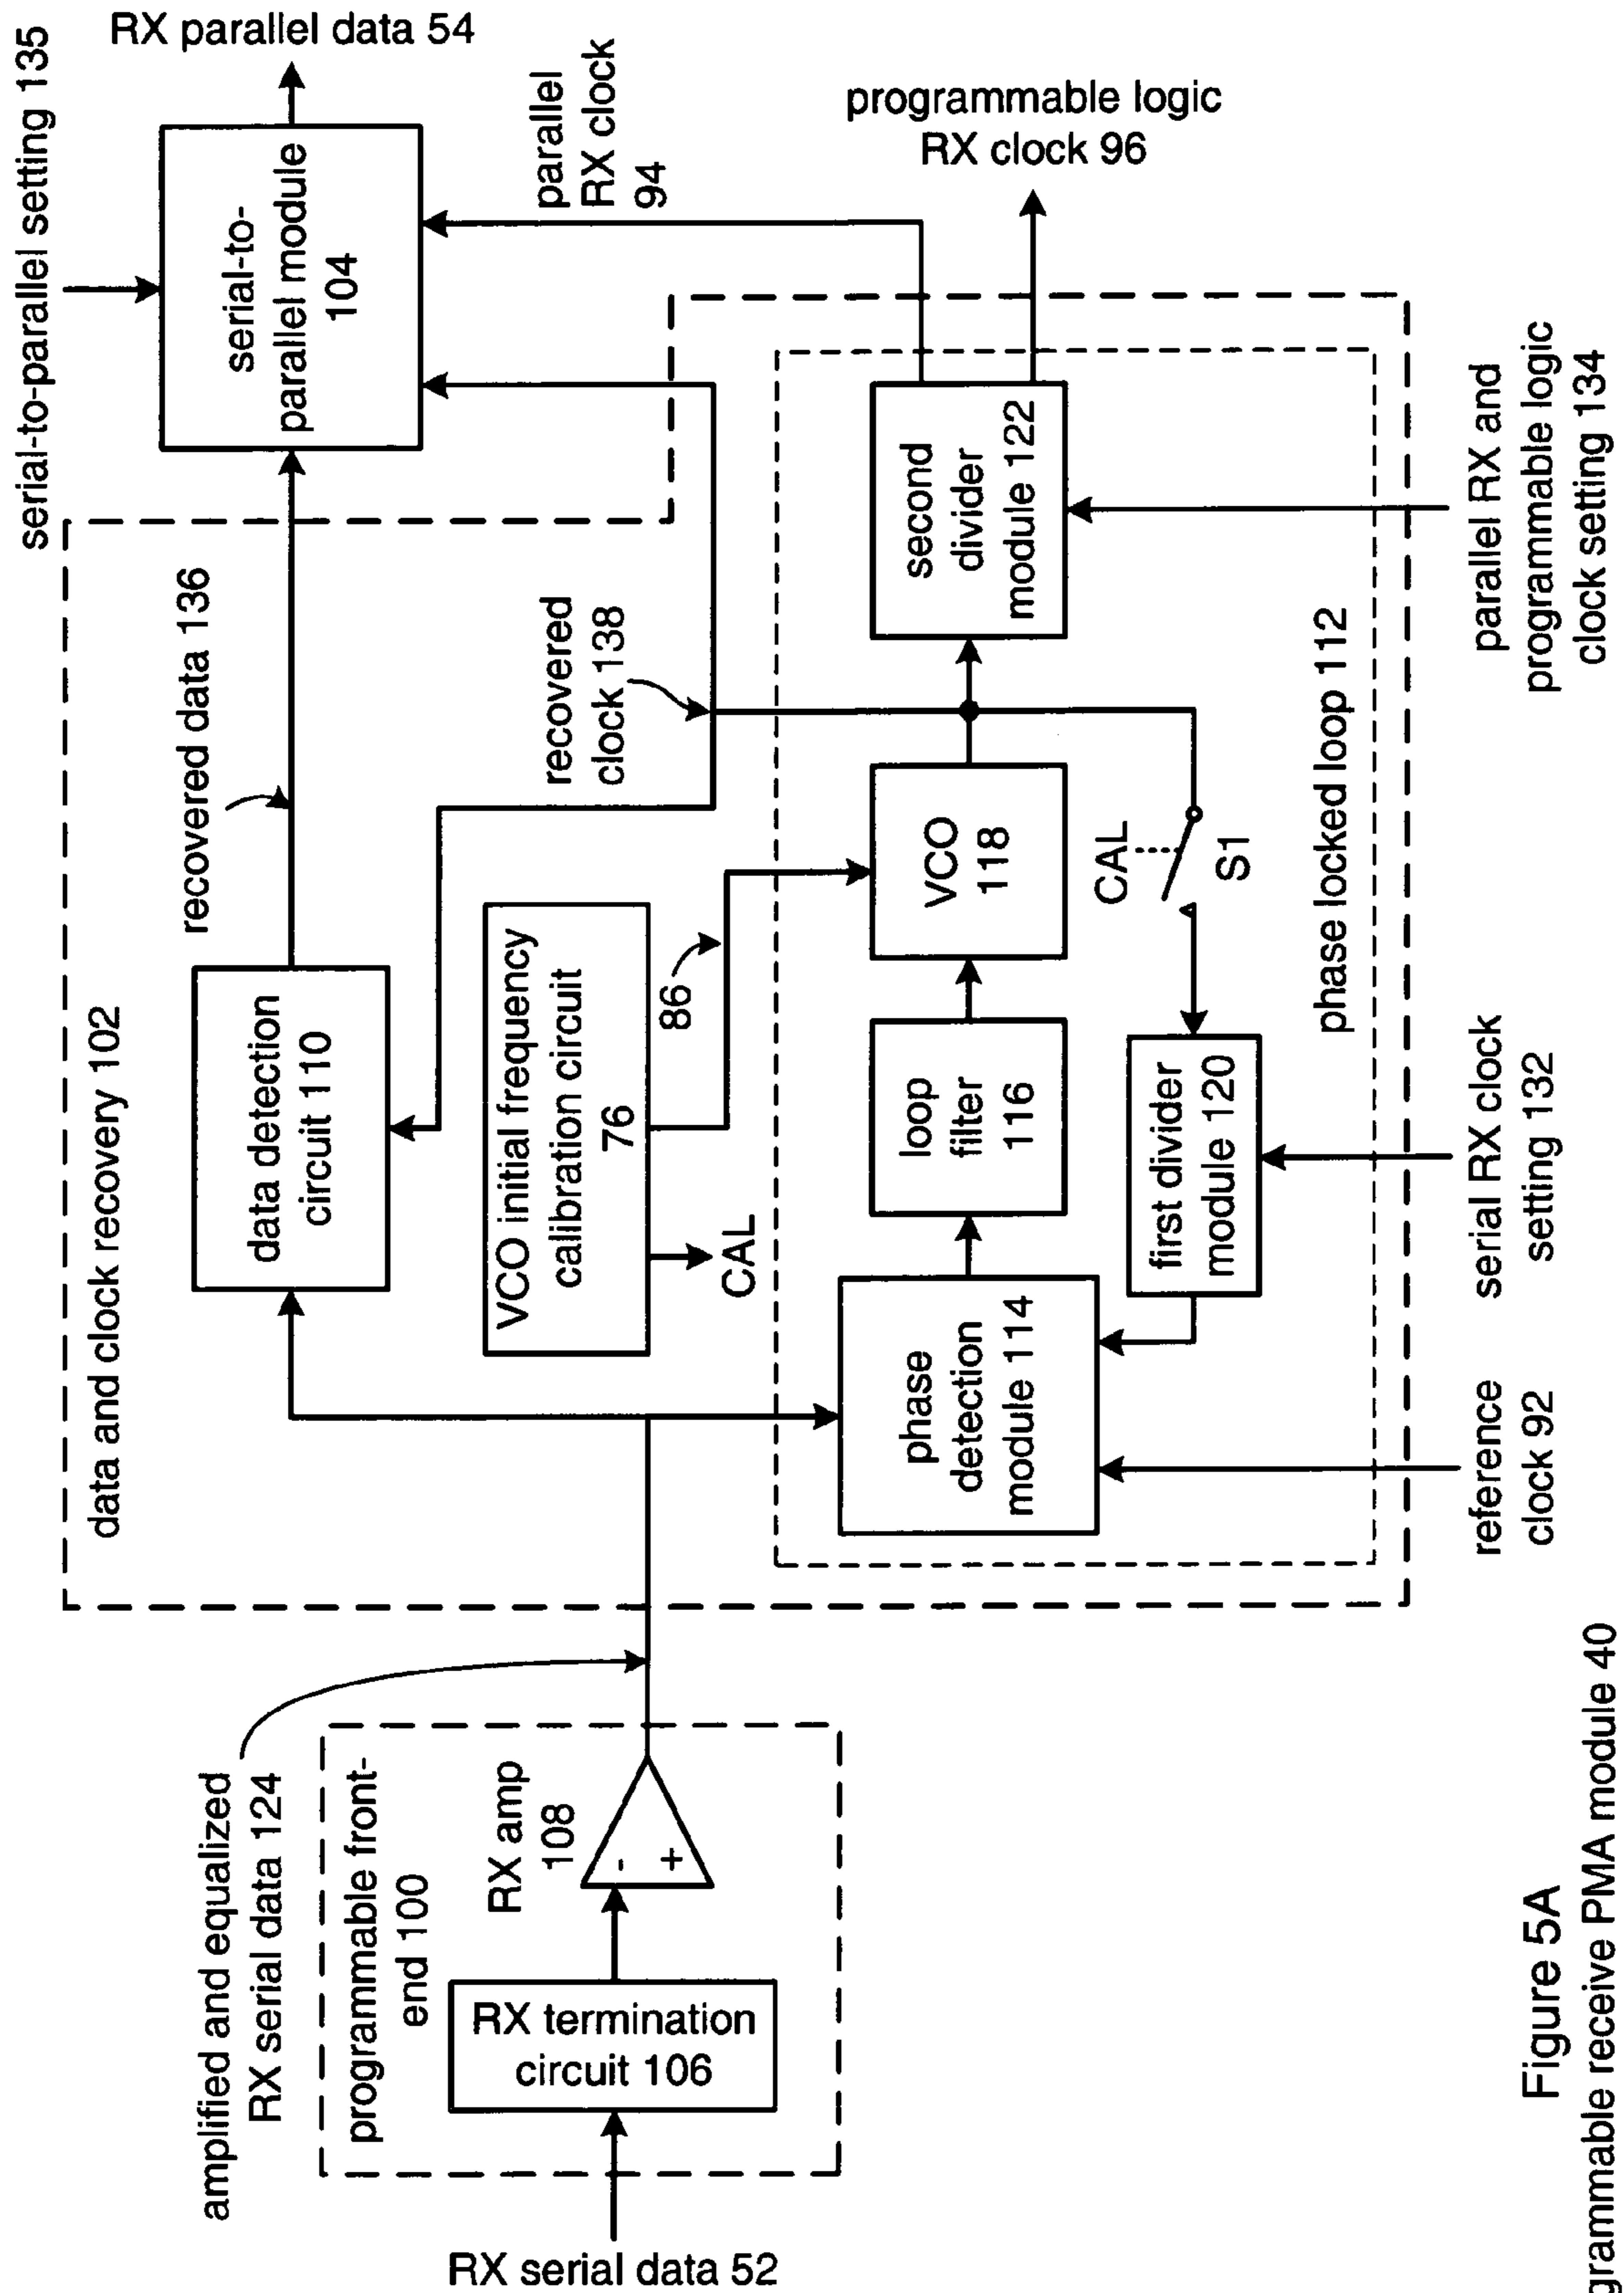 serial-to-parallel setting 135
RX parallel data 54
serial-to-
parallel module
104
parallel
RX clock
94
programmable logic
RX clock 96
recovered data 136
recovered
clock 138
data and clock recovery 102
data detection
circuit 110
VCO initial frequency
calibration circuit
76
CAL
86
second
divider
module 122
VCO
118
CAL
S1
loop
filter
116
first divider
module 120
phase
detection
module 114
phase locked loop 112
parallel RX and
programmable logic
clock setting 134
serial RX clock
setting 132
reference
clock 92
amplified and equalized
RX serial data 124
programmable front-
end 100
RX amp
108
-
+
RX termination
circuit 106
RX serial data 52
Figure 5A
grammable receive PMA module 40